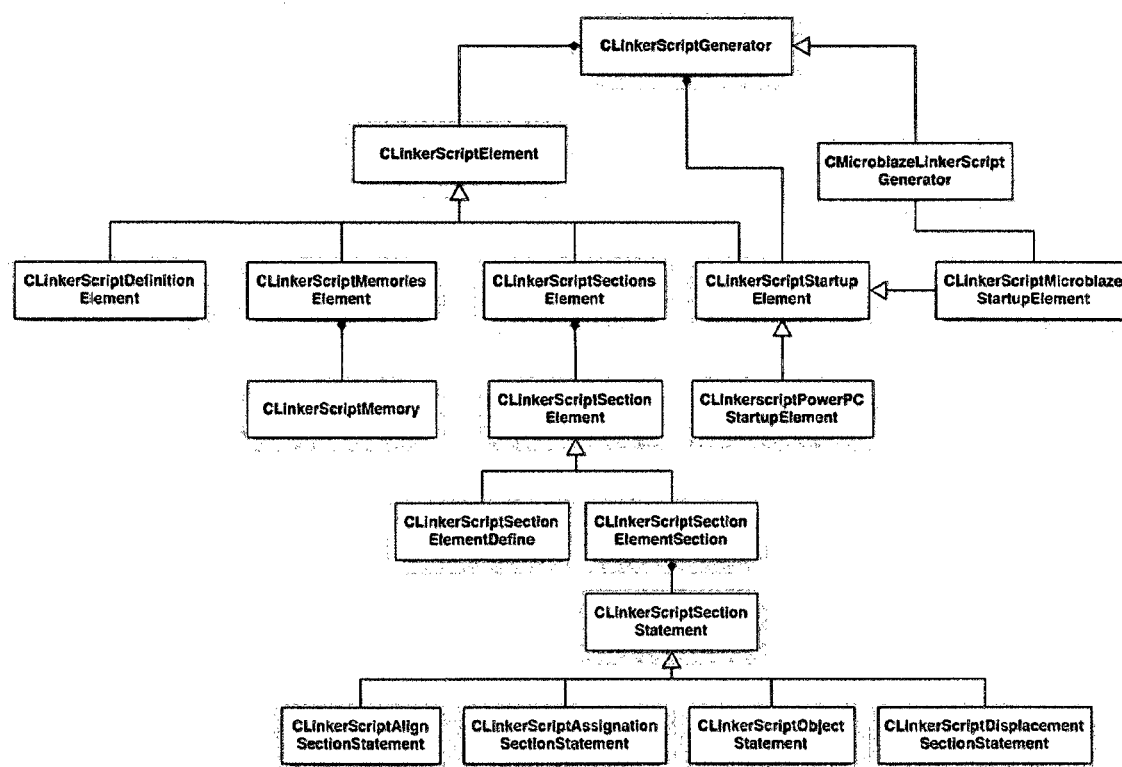 CLinkerScriptGenerator
CLinkerScriptElement
CMicroblazeLinkerScript
Generator
CLinkerScriptDefinition
Element
CLinkerScriptMemories
Element
CLinkerScriptSections
Element
CLinkerScriptStartup
Element
CLinkerScriptMicroblaze
StartupElement
CLinkerScriptMemory
CLinkerScriptSection
Element
CLinkerscriptPowerPC
StartupElement
CLinkerScriptSection
ElementDefine
CLinkerScriptSection
ElementSection
CLinkerScriptSection
Statement
CLinkerScriptAlign
SectionStatement
CLinkerScriptAssignation
SectionStatement
CLinkerScriptObject
Statement
CLinkerScriptDisplacement
SectionStatement